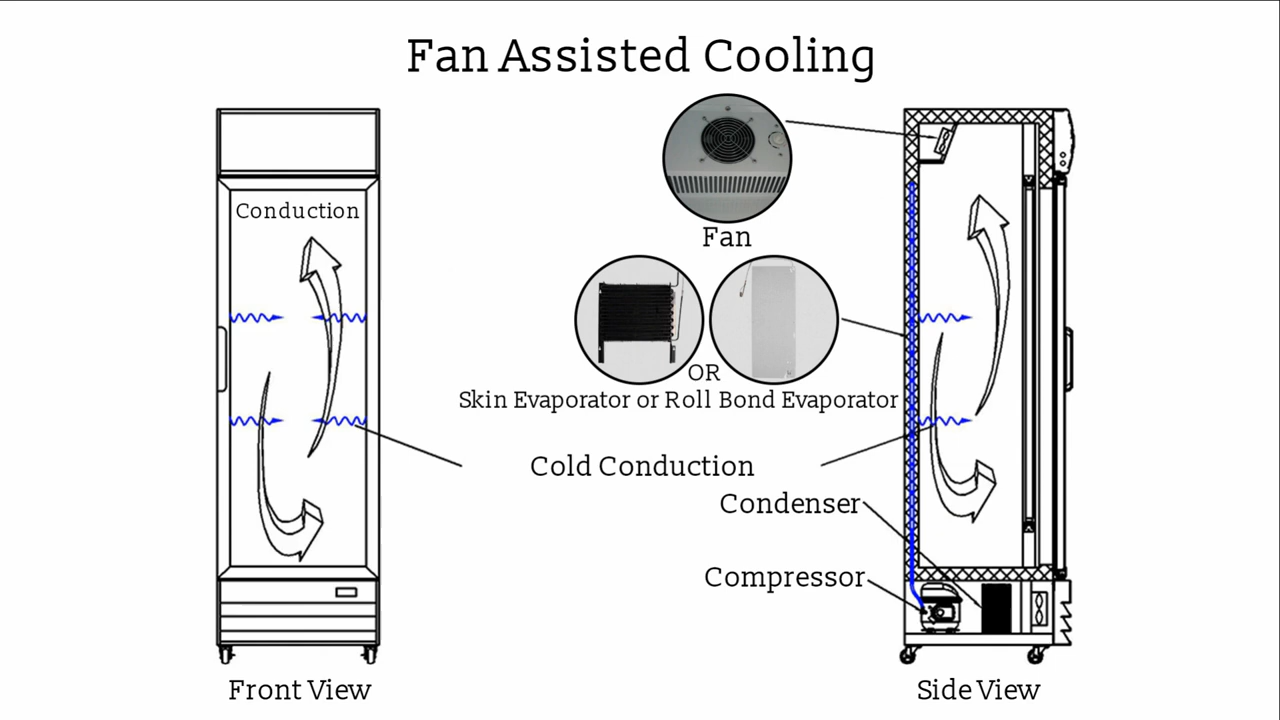 Fan Assisted Cooling
Conduction
Fan
OR
Skin Evaporator or Roll Bond Evaporator
Cold Conduction
Condenser
Compressor
Front View
Side View